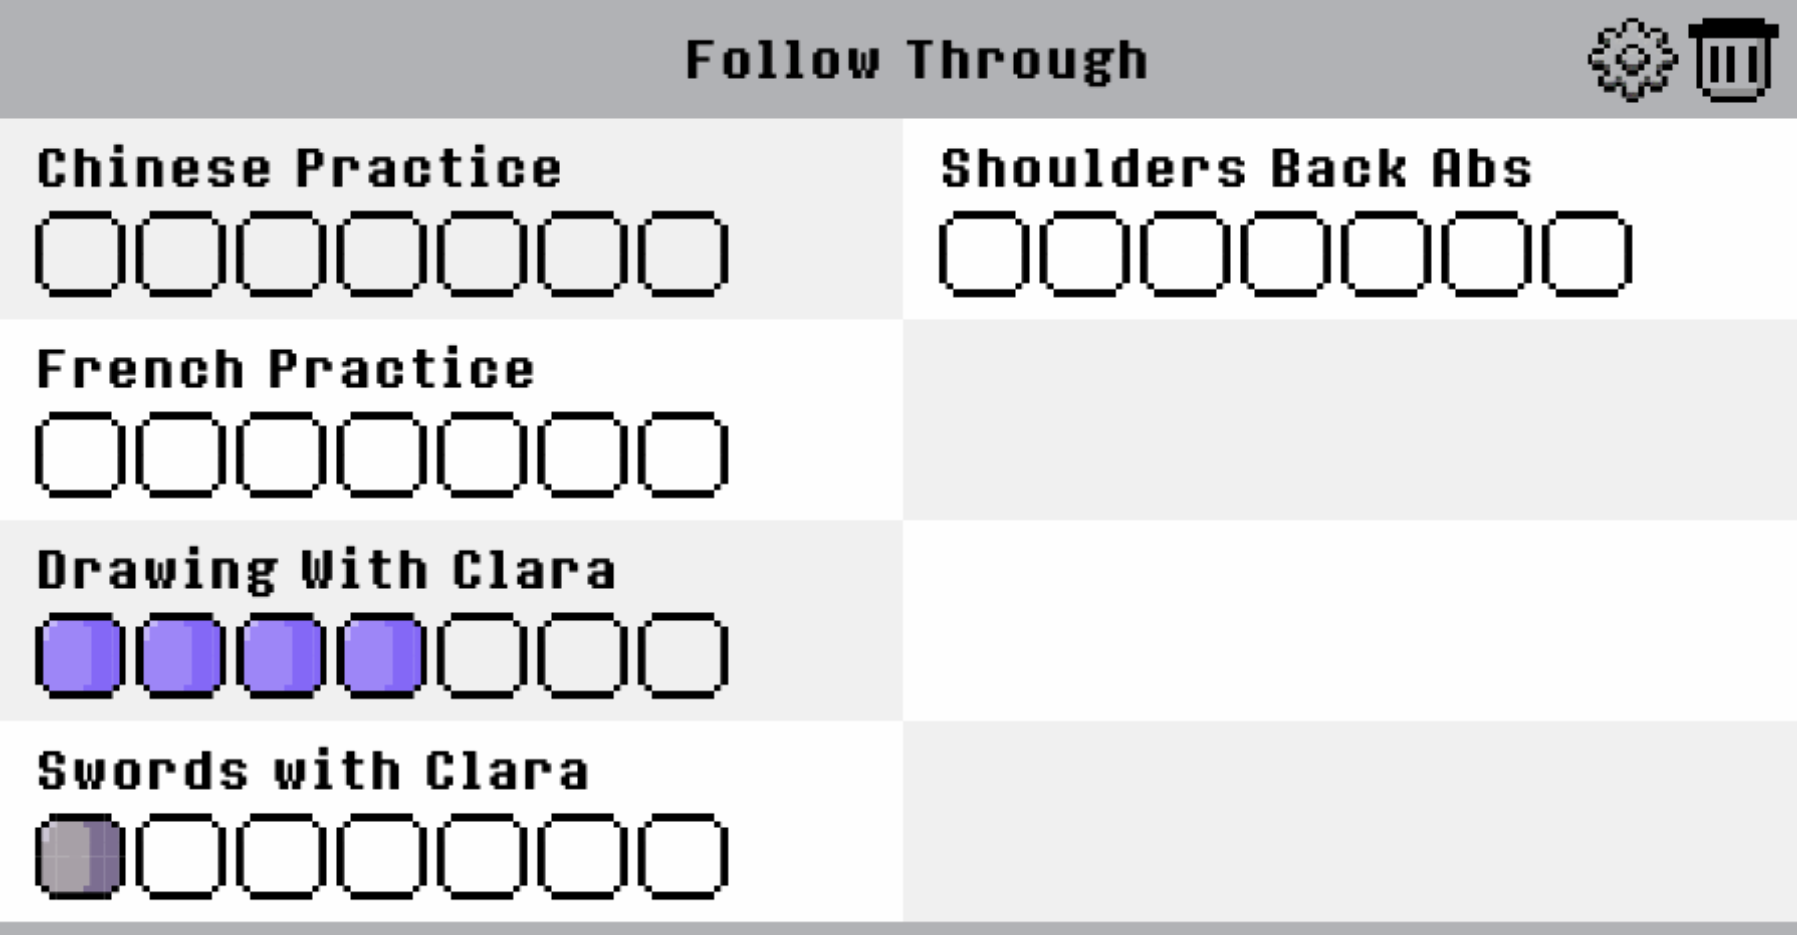 Follow Through
Chinese Practice
Shoulders Back Abs
French Practice
Drawing With Clara
Swords with Clara